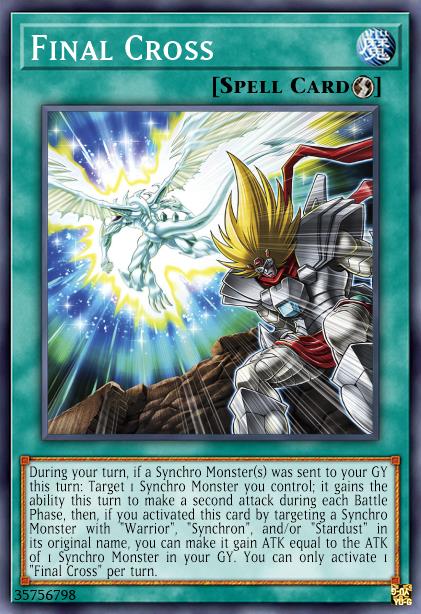 FINAL CROSS
魔
[SPELL CARD]
During your turn, if a Synchro Monster(s) was sent to your GY
this turn: Target 1 Synchro Monster you control; it gains the
ability this turn to make a second attack during each Battle
Phase, then, if you activated this card by targeting a Synchro
Monster with "Warrior", "Synchron", and/or "Stardust" in
its original name, you can make it gain ATK equal to the ATK
of 1 Synchro Monster in your GY. You can only activate 1
"Final Cross" per turn.
35756798